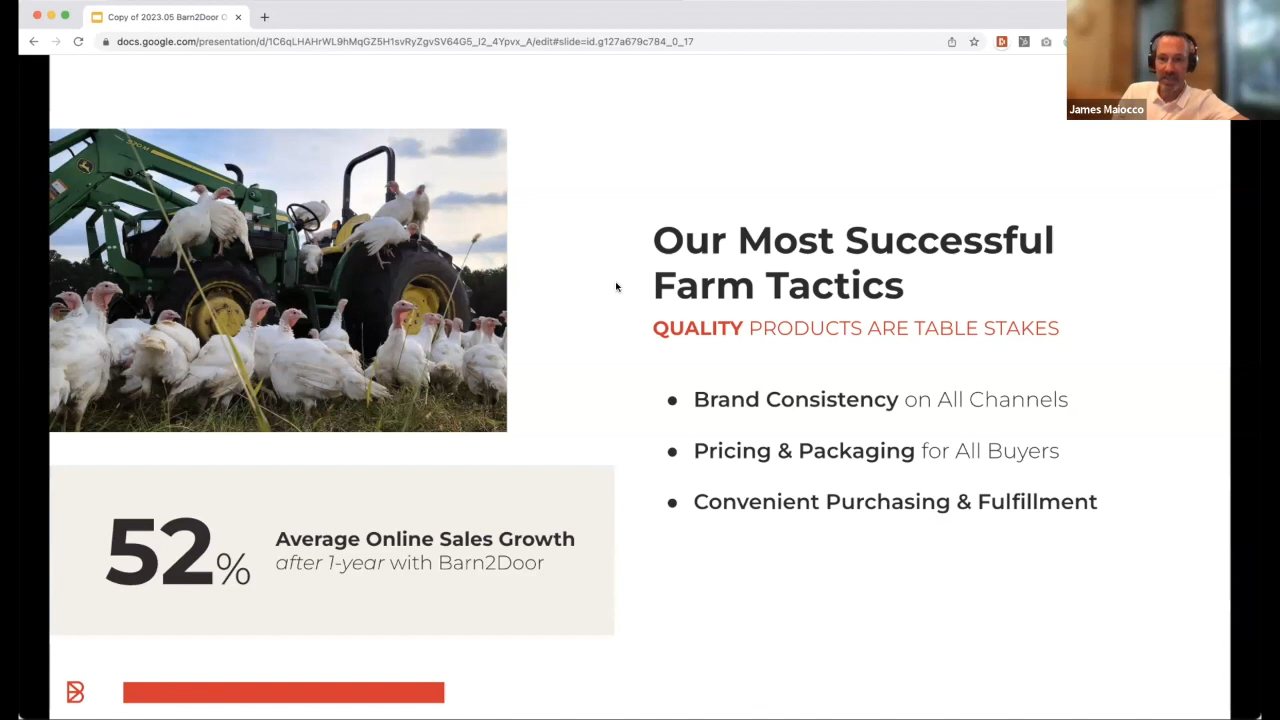 Copy of 2023.05 Barn2Door O
docs.google.com/presentation/d/1C6qLHAHrWL9hMqGZ5H1svRyZgvSV64G5_I2_4Ypvx_A/edit#slide=id.g127a679c784_0_17
James Maiocco
Our Most Successful
Farm Tactics
QUALITY PRODUCTS ARE TABLE STAKES
Brand Consistency on All Channels
Pricing & Packaging for All Buyers
Convenient Purchasing & Fulfillment
52%
Average Online Sales Growth
after 1-year with Barn2Door